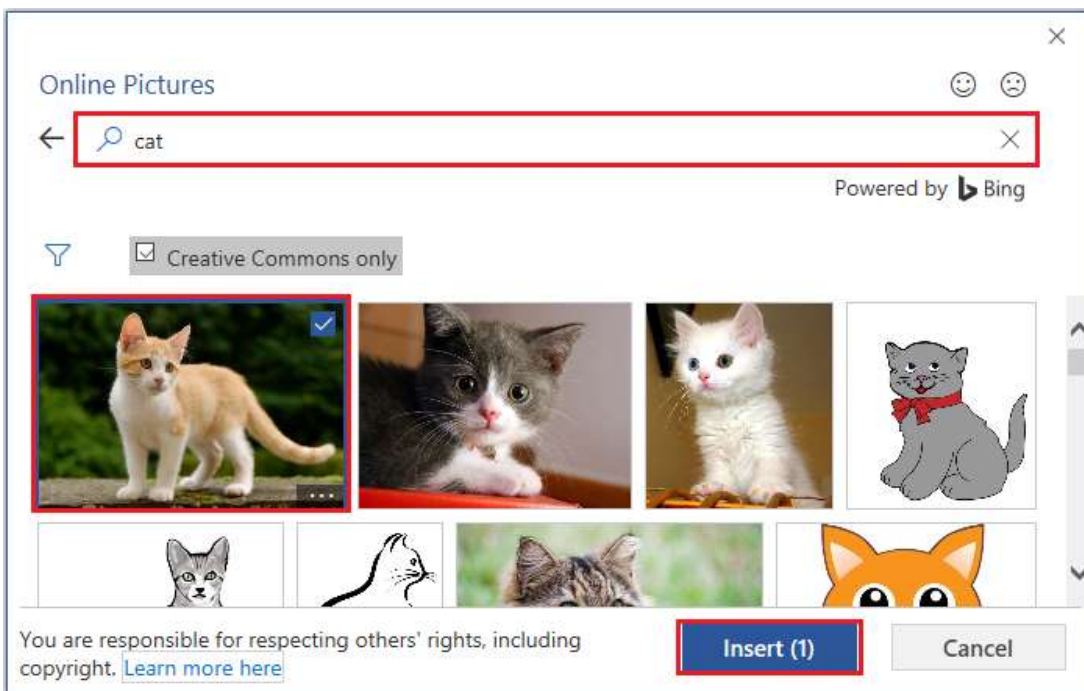 Online Pictures
cat
Powered by Bing
Creative Commons only
You are responsible for respecting others' rights, including
copyright. Learn more here
Insert (1)
Cancel